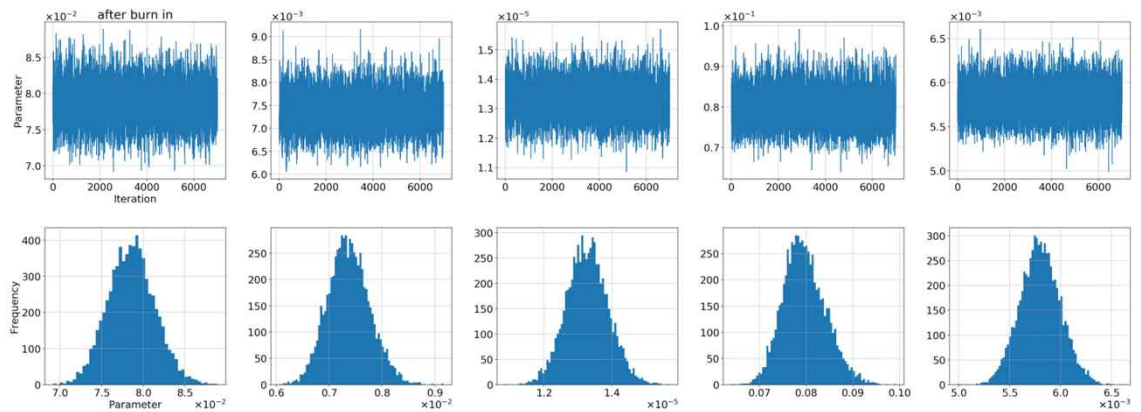 after burn in
×10⁻² ×10⁻³ ×10⁻⁵ ×10⁻¹ ×10⁻³
8.5 9.0 1.5 1.0 6.5
8.0 8.5 1.4 0.9 6.0
7.5 8.0 1.3 0.8 5.5
7.0 7.5 1.2 0.7 5.0
7.0 1.1
6.5
6.0
Parameter
0 2000 4000 6000 0 2000 4000 6000 0 2000 4000 6000 0 2000 4000 6000 0 2000 4000 6000
Iteration
400 250 300 250 300
300 200 250 200 250
200 150 200 150 200
100 100 150 100 150
0 50 100 50 100
0 50 0 50
0 0
Frequency
7.0 7.5 8.0 8.5 0.6 0.7 0.8 0.9 1.2 1.4 0.07 0.08 0.09 0.10 5.0 5.5 6.0 6.5
Parameter ×10⁻² ×10⁻² ×10⁻⁵ ×10⁻³